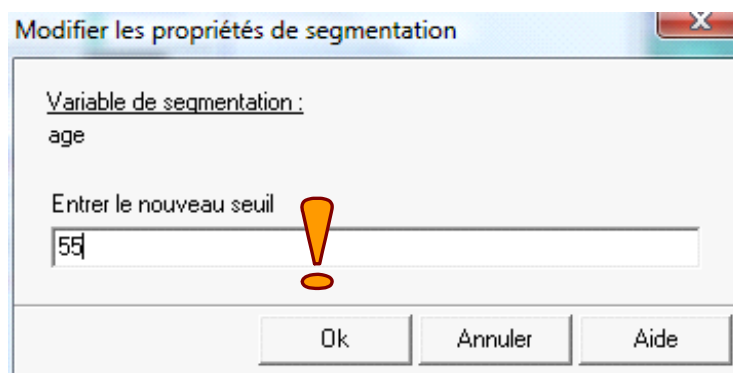 Modifier les propriétés de segmentation
Variable de segmentation :
age
Entrer le nouveau seuil
55
Ok Annuler Aide